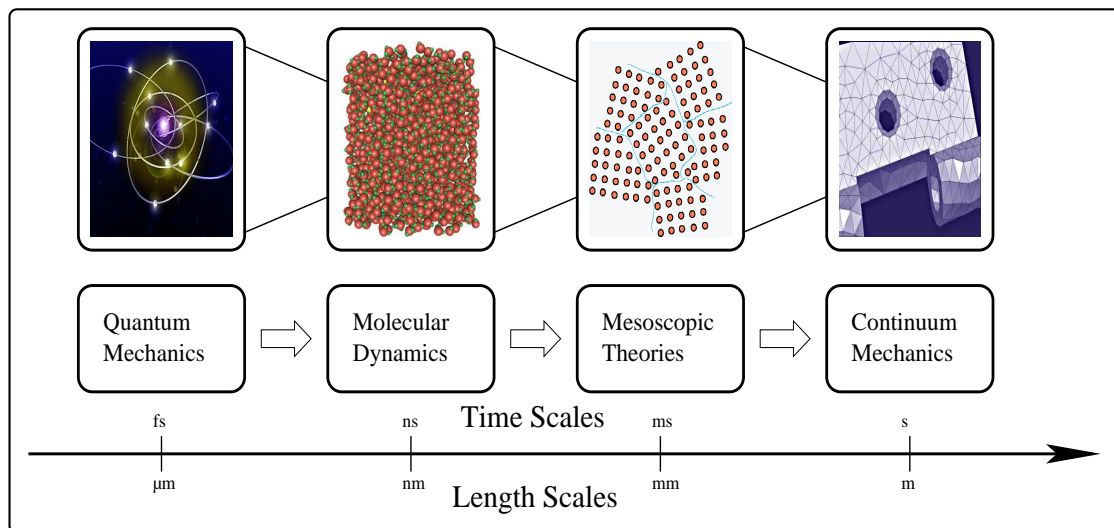 Quantum
Mechanics
Molecular
Dynamics
Mesoscopic
Theories
Continuum
Mechanics
Time Scales
fs
ns
ms
s
μm
nm
mm
m
Length Scales